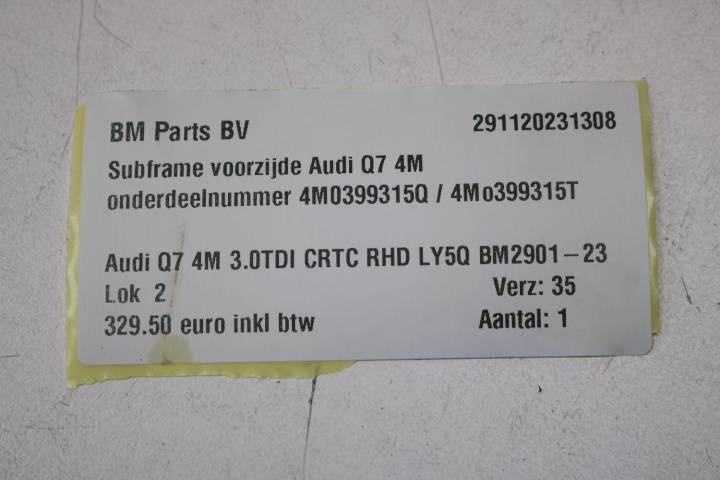 BM Parts BV 291120231308
Subframe voorzijde Audi Q7 4M
onderdeelnummer 4M0399315Q / 4Mo399315T
Audi Q7 4M 3.0TDI CRTC RHD LY5Q BM2901-23
Lok 2 Verz: 35
329.50 euro inkl btw Aantal: 1